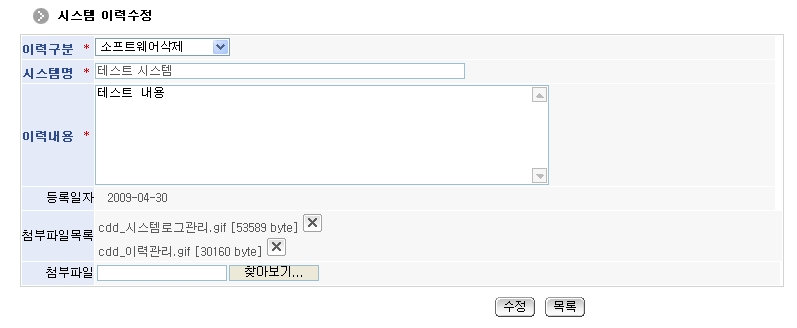 시스템 이력수정
이력구분 * 소프트웨어삭제
시스템명 * 테스트 시스템
이력내용 * 테스트 내용
등록일자 2009-04-30
첨부파일목록 cdd_시스템로그관리.gif [53589 byte] X
cdd_이력관리.gif [30160 byte] X
첨부파일 찾아보기...
수정 목록